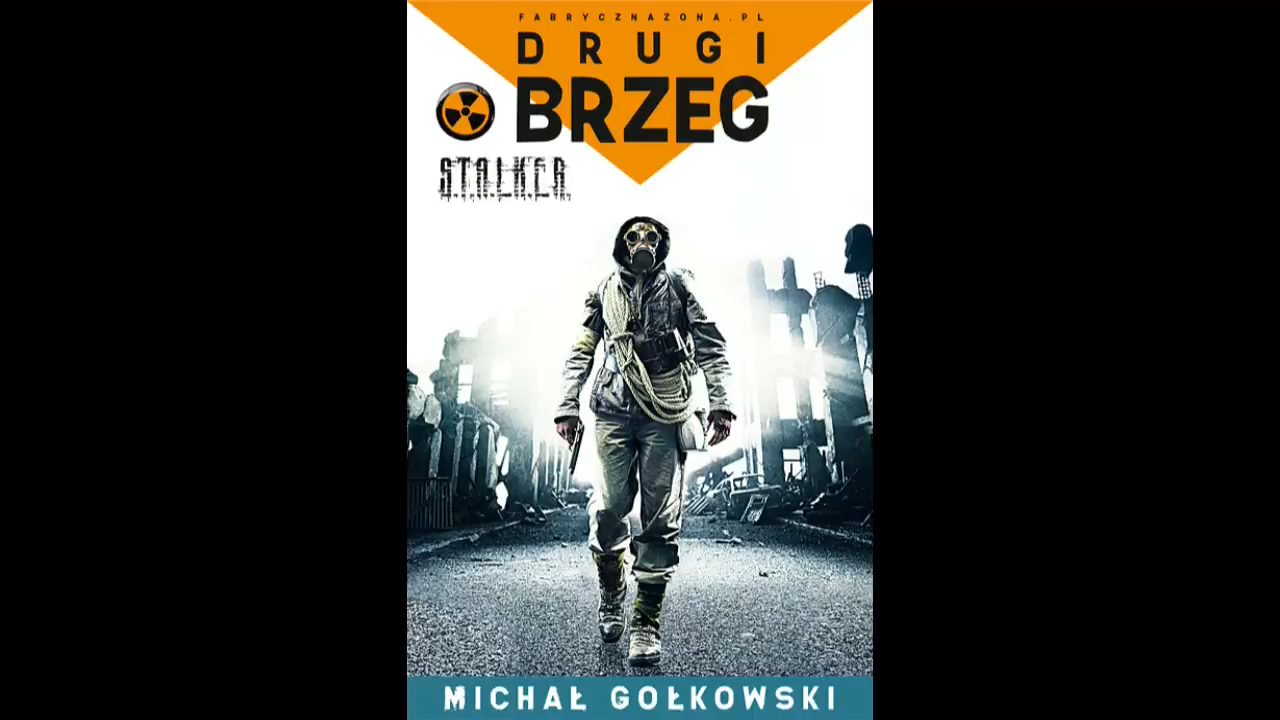 FABRYCZNAZONA.PL
DRUGI
BRZEG
S.T.A.L.K.E.R.
MICHAŁ GOŁKOWSKI